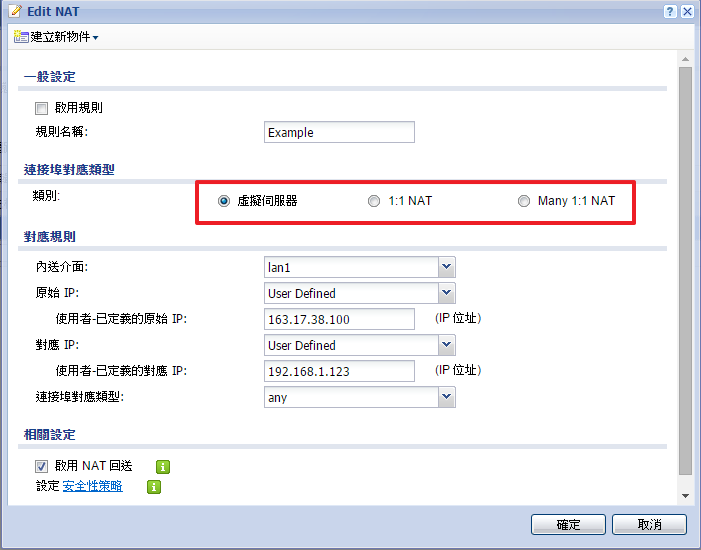 Edit NAT
建立新物件
一般設定
啟用規則
規則名稱: Example
連接埠對應類型
類別: 虛擬伺服器 1:1 NAT Many 1:1 NAT
對應規則
內送介面: lan1
原始 IP: User Defined
使用者-已定義的原始 IP: 163.17.38.100 (IP 位址)
對應 IP: User Defined
使用者-已定義的對應 IP: 192.168.1.123 (IP 位址)
連接埠對應類型: any
相關設定
啟用 NAT 回送
設定 安全性策略
確定 取消